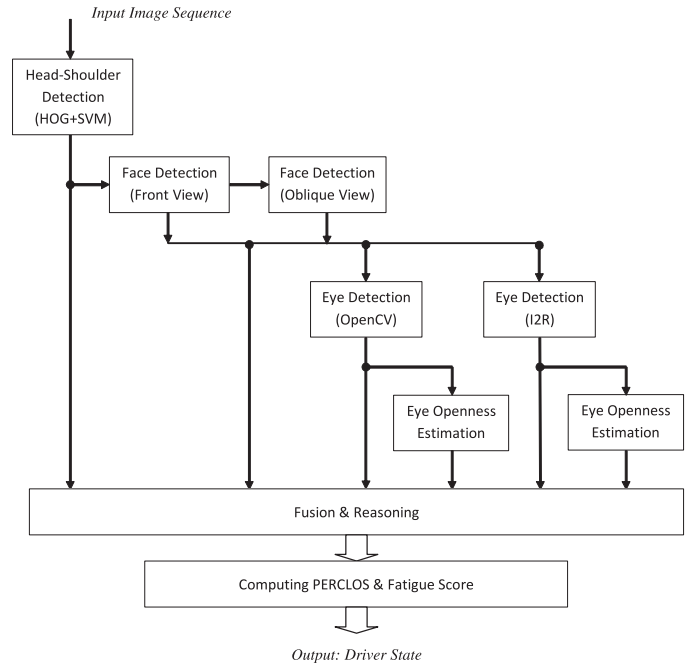 Input Image Sequence
Head-Shoulder
Detection
(HOG+SVM)
Face Detection
(Front View)
Face Detection
(Oblique View)
Eye Detection
(OpenCV)
Eye Detection
(I2R)
Eye Openness
Estimation
Eye Openness
Estimation
Fusion & Reasoning
Computing PERCLOS & Fatigue Score
Output: Driver State